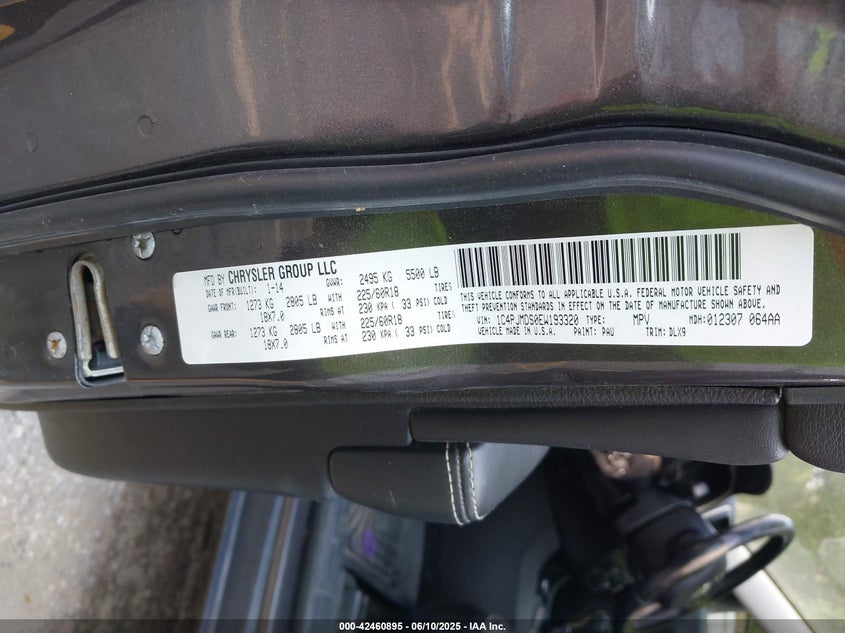 MFD BY CHRYSLER GROUP LLC
DATE OF MFR(BUILT): 1-14 GVWR: 2495 KG 5500 LB
GAWR FRONT: 1273 KG 2805 LB WITH 225/60R18 TIRES
18X7.0 RIMS AT 230 KPA ( 33 PSI) COLD
GAWR REAR: 1273 KG 2805 LB WITH 225/60R18 TIRES
18X7.0 RIMS AT 230 KPA ( 33 PSI) COLD
THIS VEHICLE CONFORMS TO ALL APPLICABLE U.S.A. FEDERAL MOTOR VEHICLE SAFETY AND
THEFT PREVENTION STANDARDS IN EFFECT ON THE DATE OF MANUFACTURE SHOWN ABOVE.
VIN: 1C4PJMDS0EW193320 TYPE: MPV MDH: 012307 064AA
MADE IN U.S.A. PAINT: PAU TRIM: DLX9
000-42460895 - 06/10/2025 - IAA Inc.